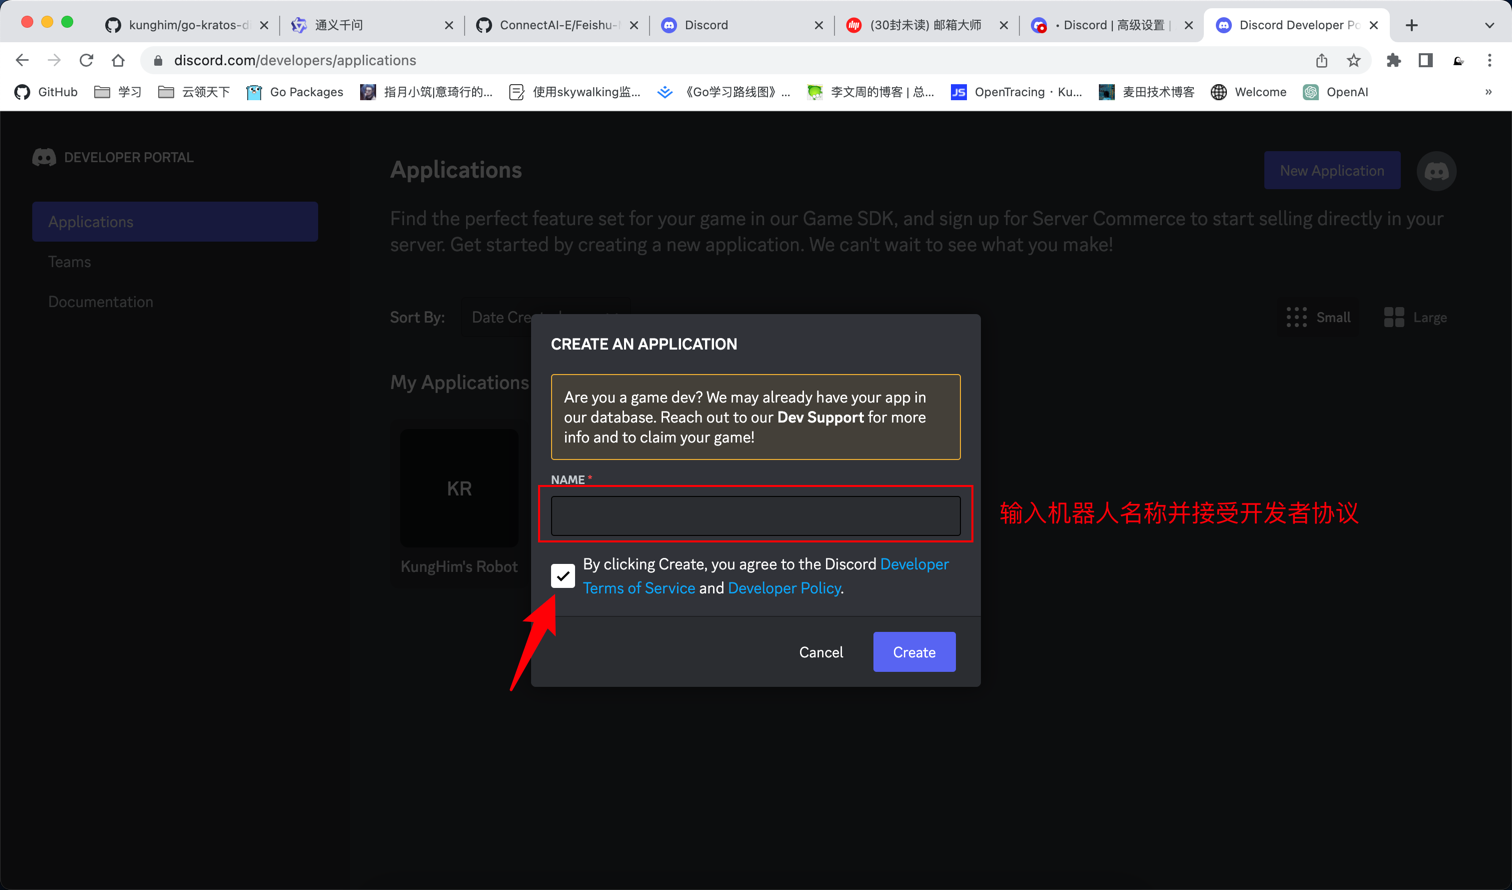 kunghim/go-kratos-d
通义千问
ConnectAI-E/Feishu-
Discord
(30封未读) 邮箱大师
• Discord | 高级设置 |
Discord Developer Po
discord.com/developers/applications
GitHub
学习
云领天下
Go Packages
指月小筑|意琦行的...
使用skywalking监...
《Go学习路线图》...
李文周的博客 | 总...
JS
OpenTracing · Ku...
麦田技术博客
Welcome
OpenAI
»
DEVELOPER PORTAL
Applications
Teams
Documentation
Applications
New Application
Find the perfect feature set for your game in our Game SDK, and sign up for Server Commerce to start selling directly in your
server. Get started by creating a new application. We can't wait to see what you make!
Sort By:
Date Cre
Small
Large
My Applications
KR
KungHim's Robot
CREATE AN APPLICATION
Are you a game dev? We may already have your app in
our database. Reach out to our Dev Support for more
info and to claim your game!
NAME *
输入机器人名称并接受开发者协议
By clicking Create, you agree to the Discord Developer
Terms of Service and Developer Policy.
Cancel
Create